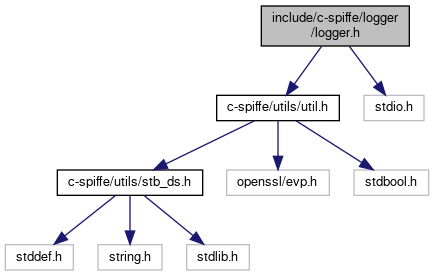 include/c-spiffe/logger
/logger.h
c-spiffe/utils/util.h
stdio.h
c-spiffe/utils/stb_ds.h
openssl/evp.h
stdbool.h
stddef.h
string.h
stdlib.h